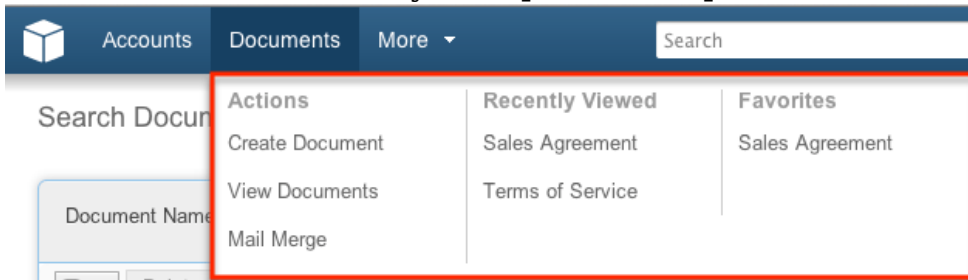 Accounts Documents More Search
Search Docum
Actions Recently Viewed Favorites
Create Document Sales Agreement Sales Agreement
View Documents Terms of Service
Document Name
Mail Merge